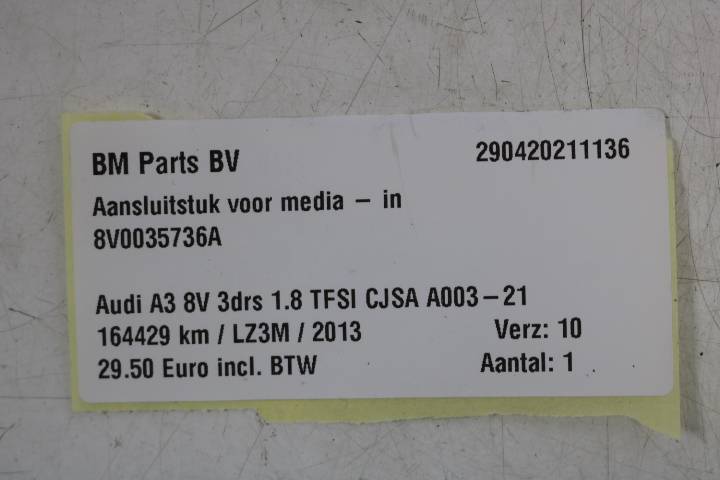 BM Parts BV 290420211136
Aansluitstuk voor media – in
8V0035736A
Audi A3 8V 3drs 1.8 TFSI CJSA A003–21
164429 km / LZ3M / 2013 Verz: 10
29.50 Euro incl. BTW Aantal: 1